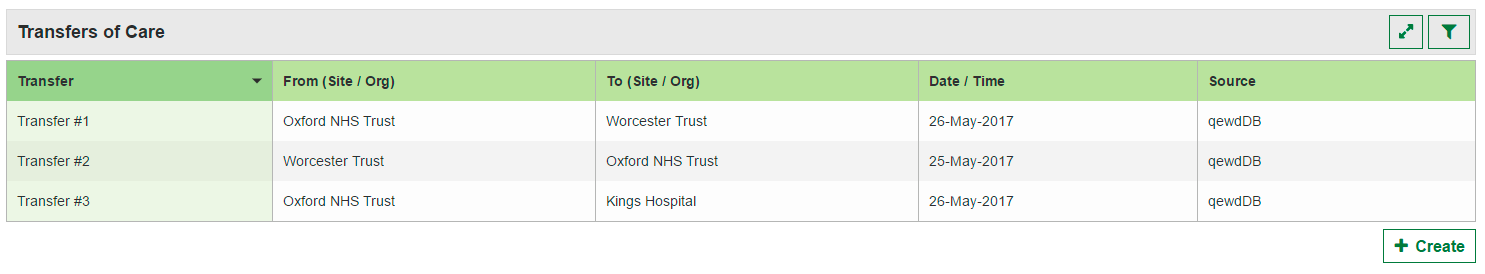 Transfers of Care
Transfer From (Site / Org) To (Site / Org) Date / Time Source
Transfer #1 Oxford NHS Trust Worcester Trust 26-May-2017 qewdDB
Transfer #2 Worcester Trust Oxford NHS Trust 25-May-2017 qewdDB
Transfer #3 Oxford NHS Trust Kings Hospital 26-May-2017 qewdDB
Create